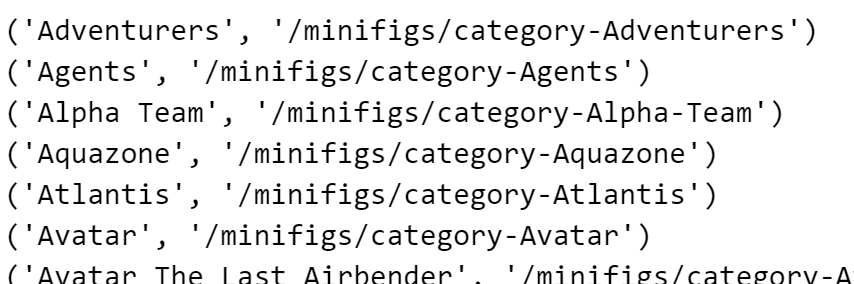 ('Adventurers', '/minifigs/category-Adventurers')
('Agents', '/minifigs/category-Agents')
('Alpha Team', '/minifigs/category-Alpha-Team')
('Aquazone', '/minifigs/category-Aquazone')
('Atlantis', '/minifigs/category-Atlantis')
('Avatar', '/minifigs/category-Avatar')
('Avatar The Last Airbender', '/minifigs/category-A